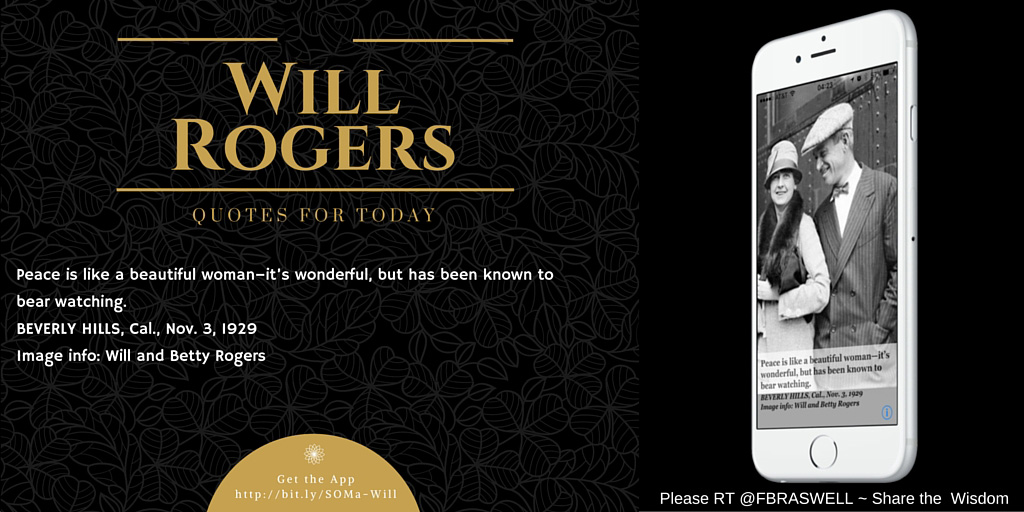 WILL
ROGERS
QUOTES FOR TODAY
Peace is like a beautiful woman–it's wonderful, but has been known to
bear watching.
BEVERLY HILLS, Cal., Nov. 3, 1929
Image info: Will and Betty Rogers
Get the App
http://bit.ly/SOMa-Will
AT&T
04:23
Peace is like a beautiful woman—it's
wonderful, but has been known to
bear watching.
BEVERLY HILLS, Cal., Nov. 3, 1929
Image info: Will and Betty Rogers
Please RT @FBRASWELL ~ Share the  Wisdom